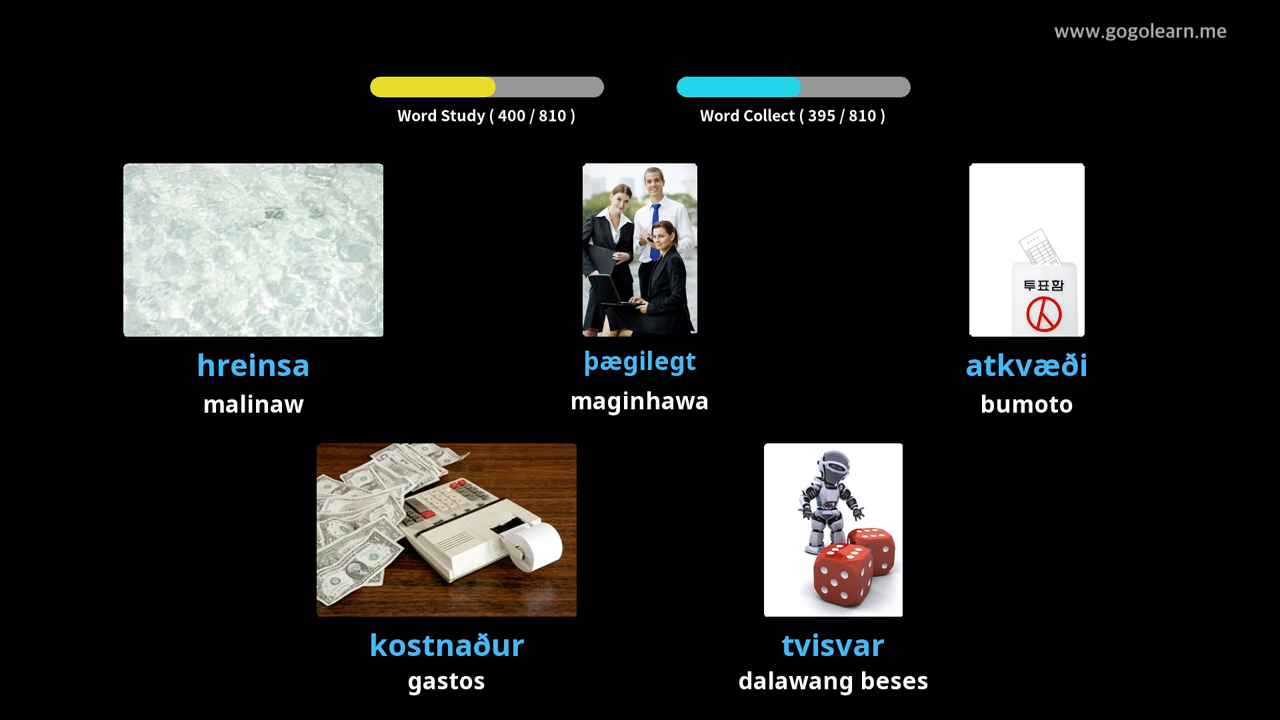 www.gogolearn.me
Word Study ( 400 / 810 )
Word Collect ( 395 / 810 )
투표함
hreinsa
malinaw
þægilegt
maginhawa
atkvæði
bumoto
kostnaður
gastos
tvisvar
dalawang beses